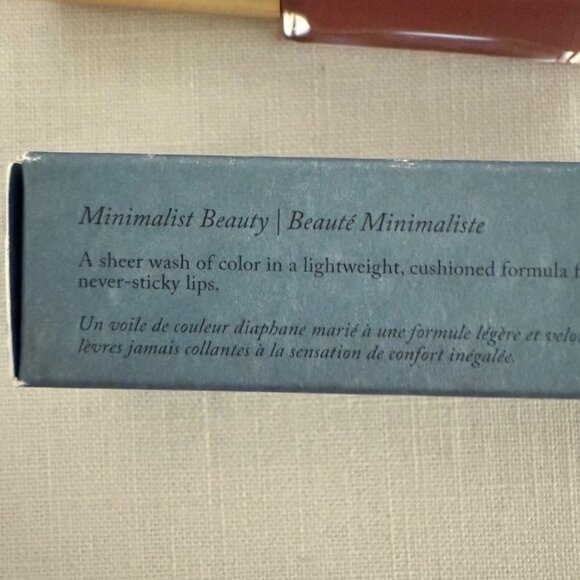 Minimalist Beauty | Beauté Minimaliste
A sheer wash of color in a lightweight, cushioned formula
never-sticky lips.
Un voile de couleur diaphane marié à une formule légère et
lèvres jamais collantes à la sensation de confort inégalée.